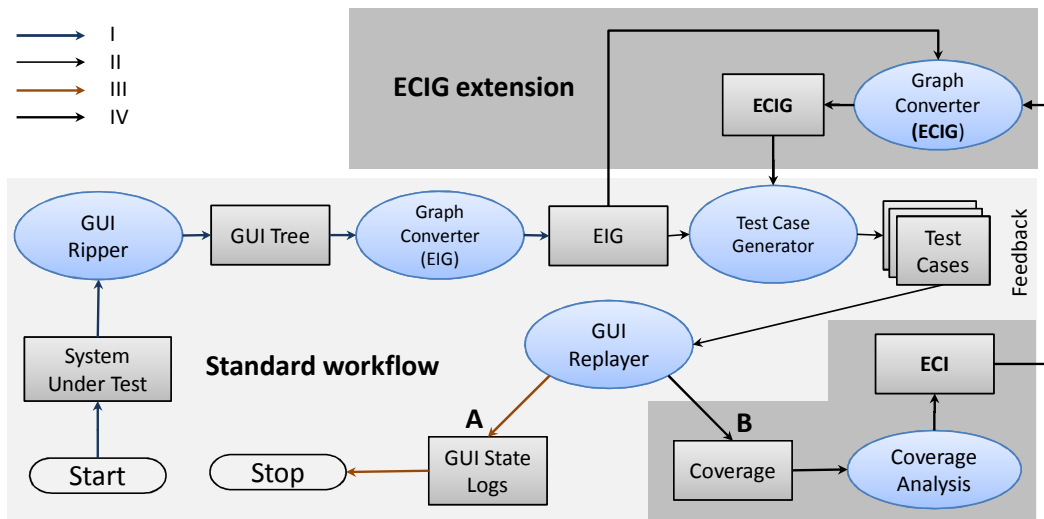 I
II
III
IV
ECIG extension
ECIG
Graph
Converter
(ECIG)
GUI
Ripper
GUI Tree
Graph
Converter
(EIG)
EIG
Test Case
Generator
Test
Cases
Feedback
System
Under Test
Standard workflow
GUI
Replayer
ECI
A
B
Start
Stop
GUI State
Logs
Coverage
Coverage
Analysis